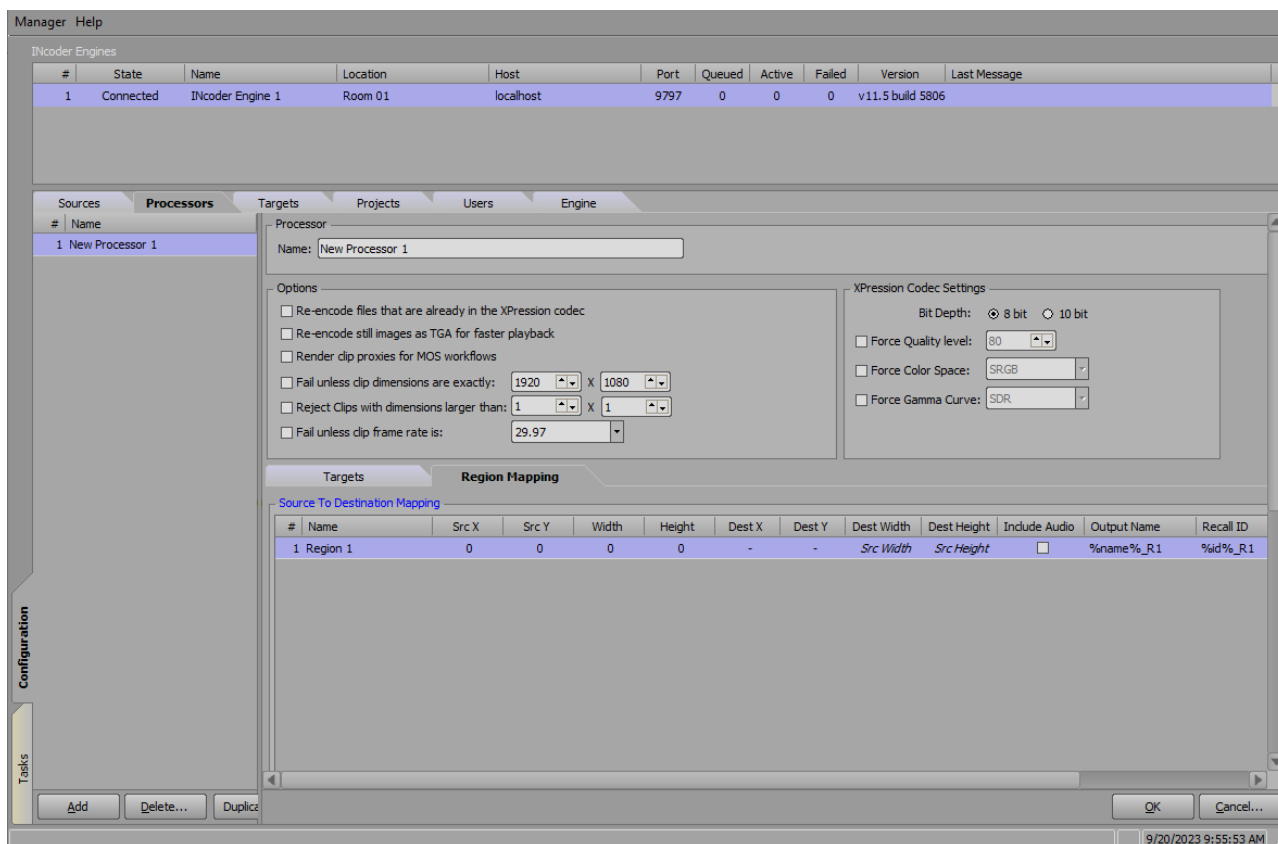 Manager Help
INcoder Engines
# State Name Location Host Port Queued Active Failed Version Last Message
1 Connected INcoder Engine 1 Room 01 localhost 9797 0 0 0 v11.5 build 5806
Sources Processors Targets Projects Users Engine
# Name
1 New Processor 1
Processor
Name: New Processor 1
Options
Re-encode files that are already in the XPression codec
Re-encode still images as TGA for faster playback
Render clip proxies for MOS workflows
Fail unless clip dimensions are exactly: 1920 X 1080
Reject Clips with dimensions larger than: 1 X 1
Fail unless clip frame rate is: 29.97
XPression Codec Settings
Bit Depth: 8 bit 10 bit
Force Quality level: 80
Force Color Space: SRGB
Force Gamma Curve: SDR
Targets Region Mapping
Source To Destination Mapping
# Name Src X Src Y Width Height Dest X Dest Y Dest Width Dest Height Include Audio Output Name Recall ID
1 Region 1 0 0 0 0 - - Src Width Src Height %name%_R1 %id%_R1
Configuration
Tasks
Add Delete... Duplica
OK Cancel...
9/20/2023 9:55:53 AM